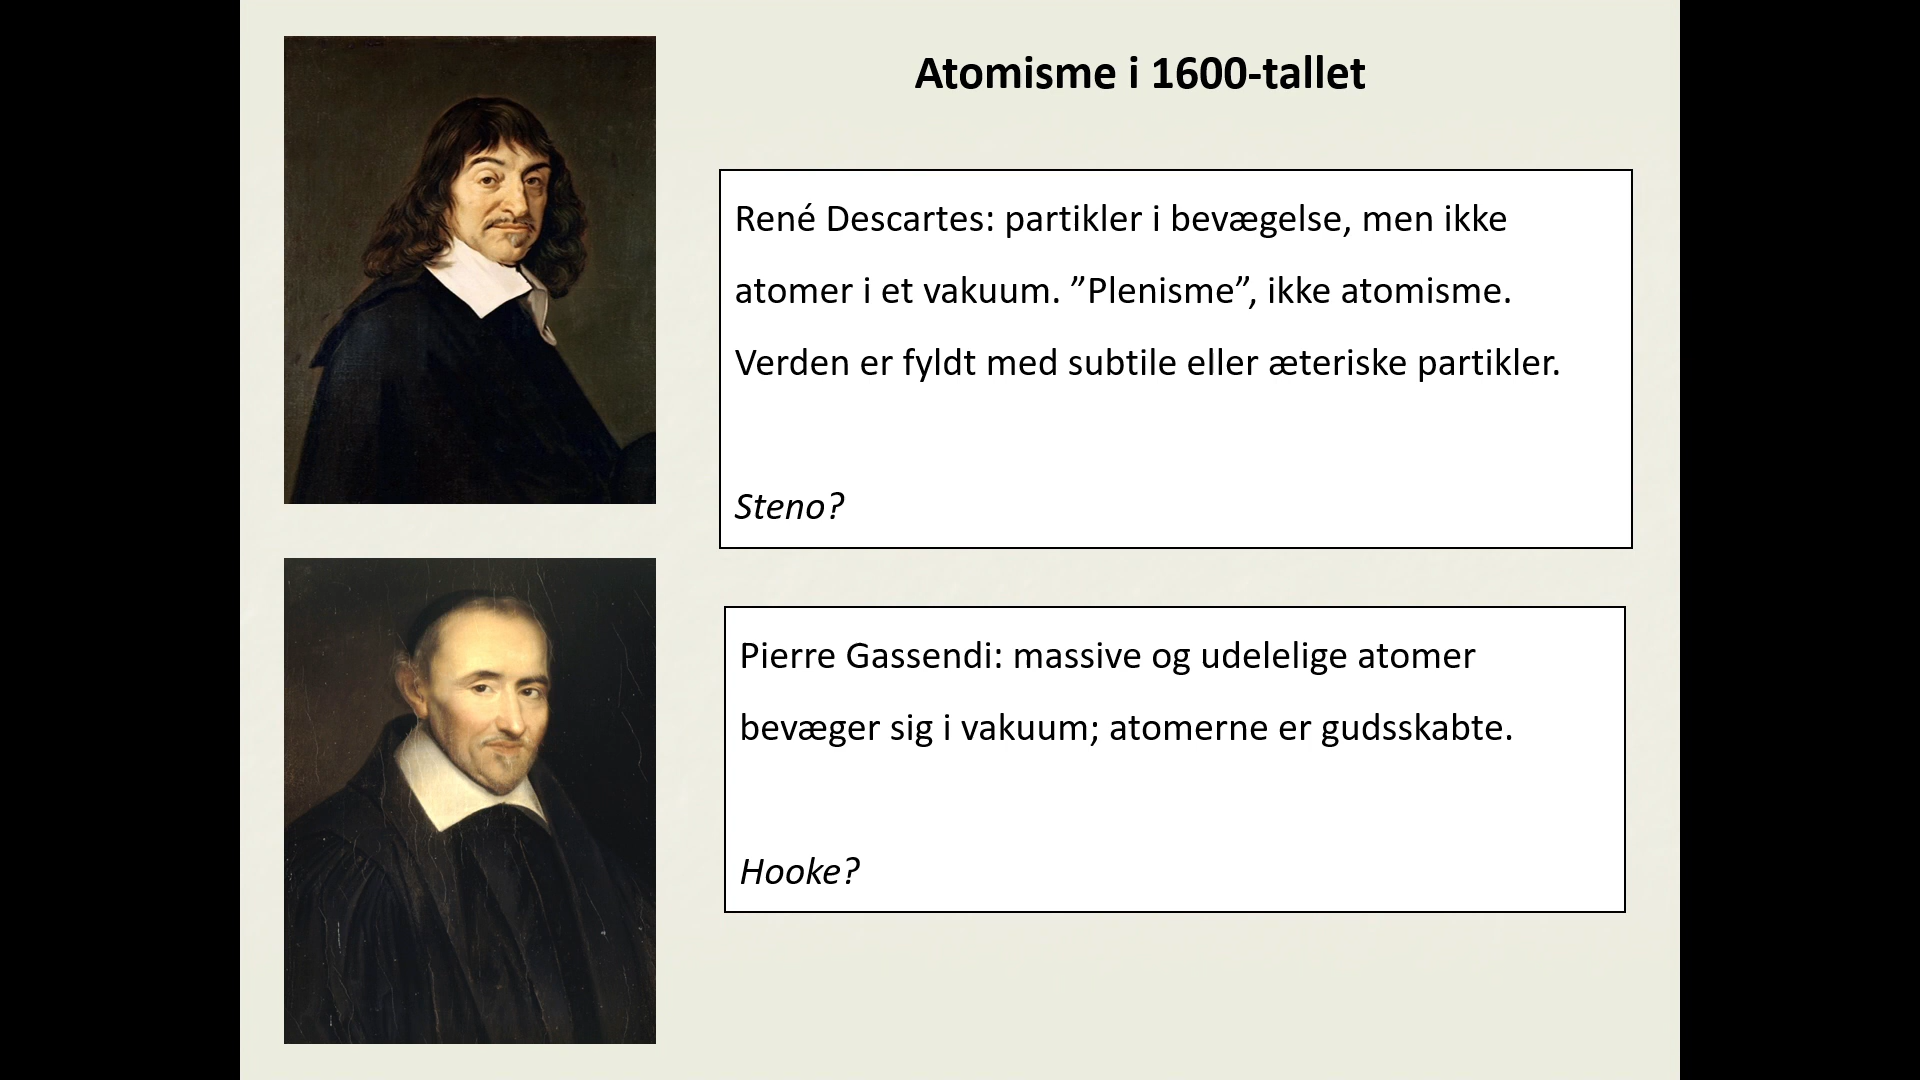 Atomisme i 1600-tallet
René Descartes: partikler i bevægelse, men ikke
atomer i et vakuum. ”Plenisme”, ikke atomisme.
Verden er fyldt med subtile eller æteriske partikler.
Steno?
Pierre Gassendi: massive og udelelige atomer
bevæger sig i vakuum; atomerne er gudsskabte.
Hooke?